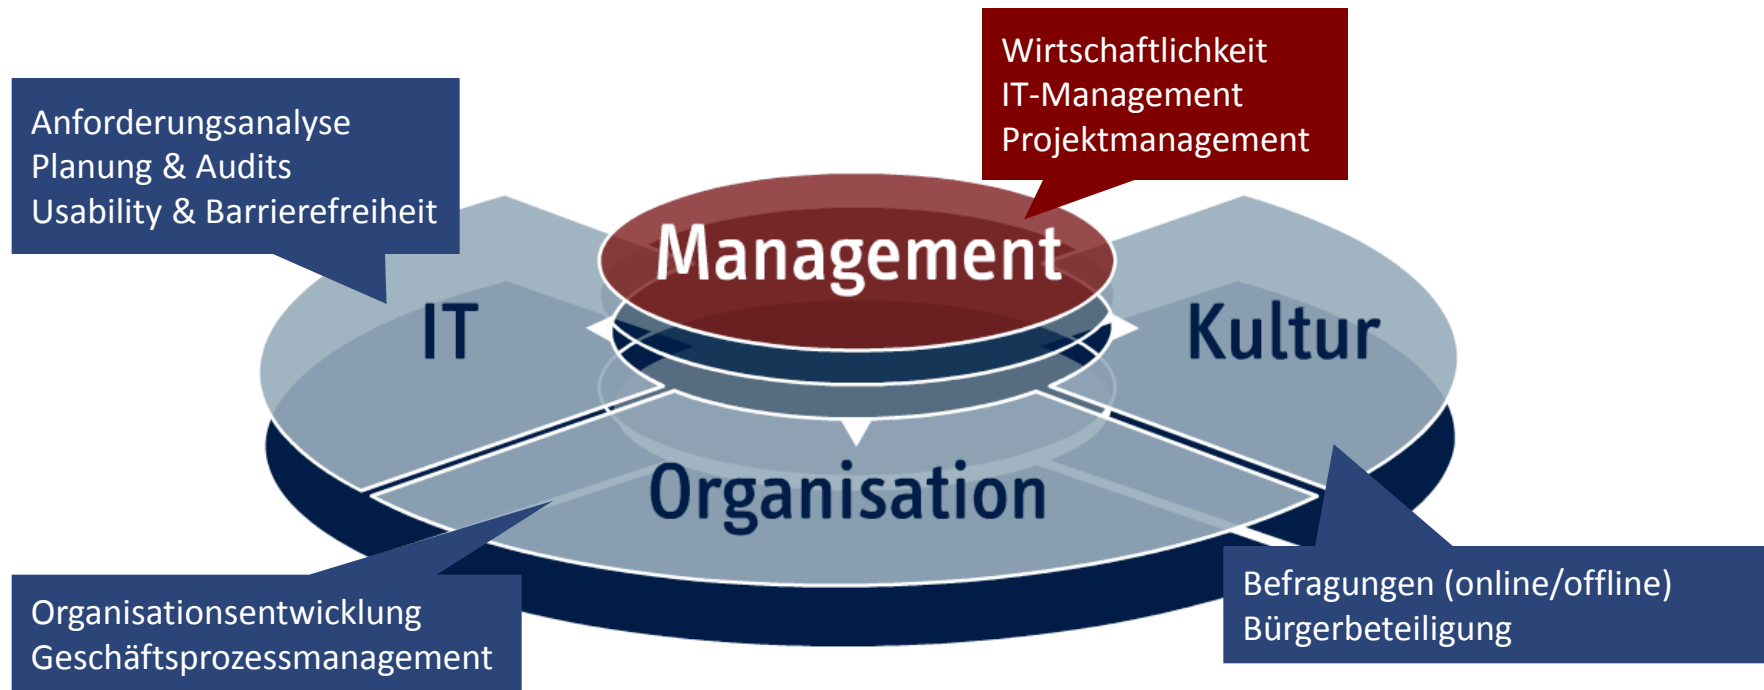 Wirtschaftlichkeit
IT-Management
Projektmanagement
Anforderungsanalyse
Planung & Audits
Usability & Barrierefreiheit
Management
IT
Kultur
Organisation
Organisationsentwicklung
Geschäftsprozessmanagement
Befragungen (online/offline)
Bürgerbeteiligung